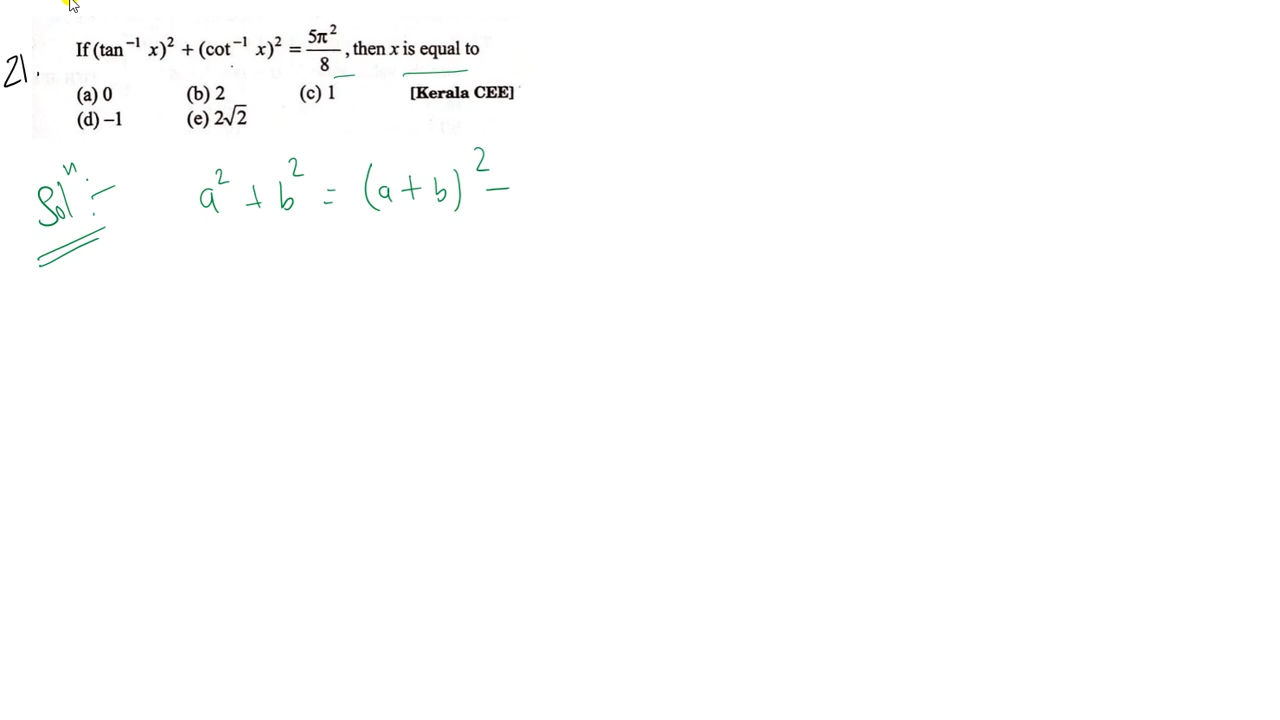 21.
If (tan⁻¹ x)² + (cot⁻¹ x)² = 5π²/8, then x is equal to
(a) 0 (b) 2 (c) 1 [Kerala CEE]
(d) –1 (e) 2√2
Solⁿ :- a² + b² = (a + b)² –